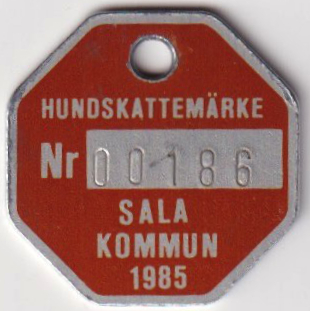 HUNDSKATTEMÄRKE
Nr 00186
SALA
KOMMUN
1985